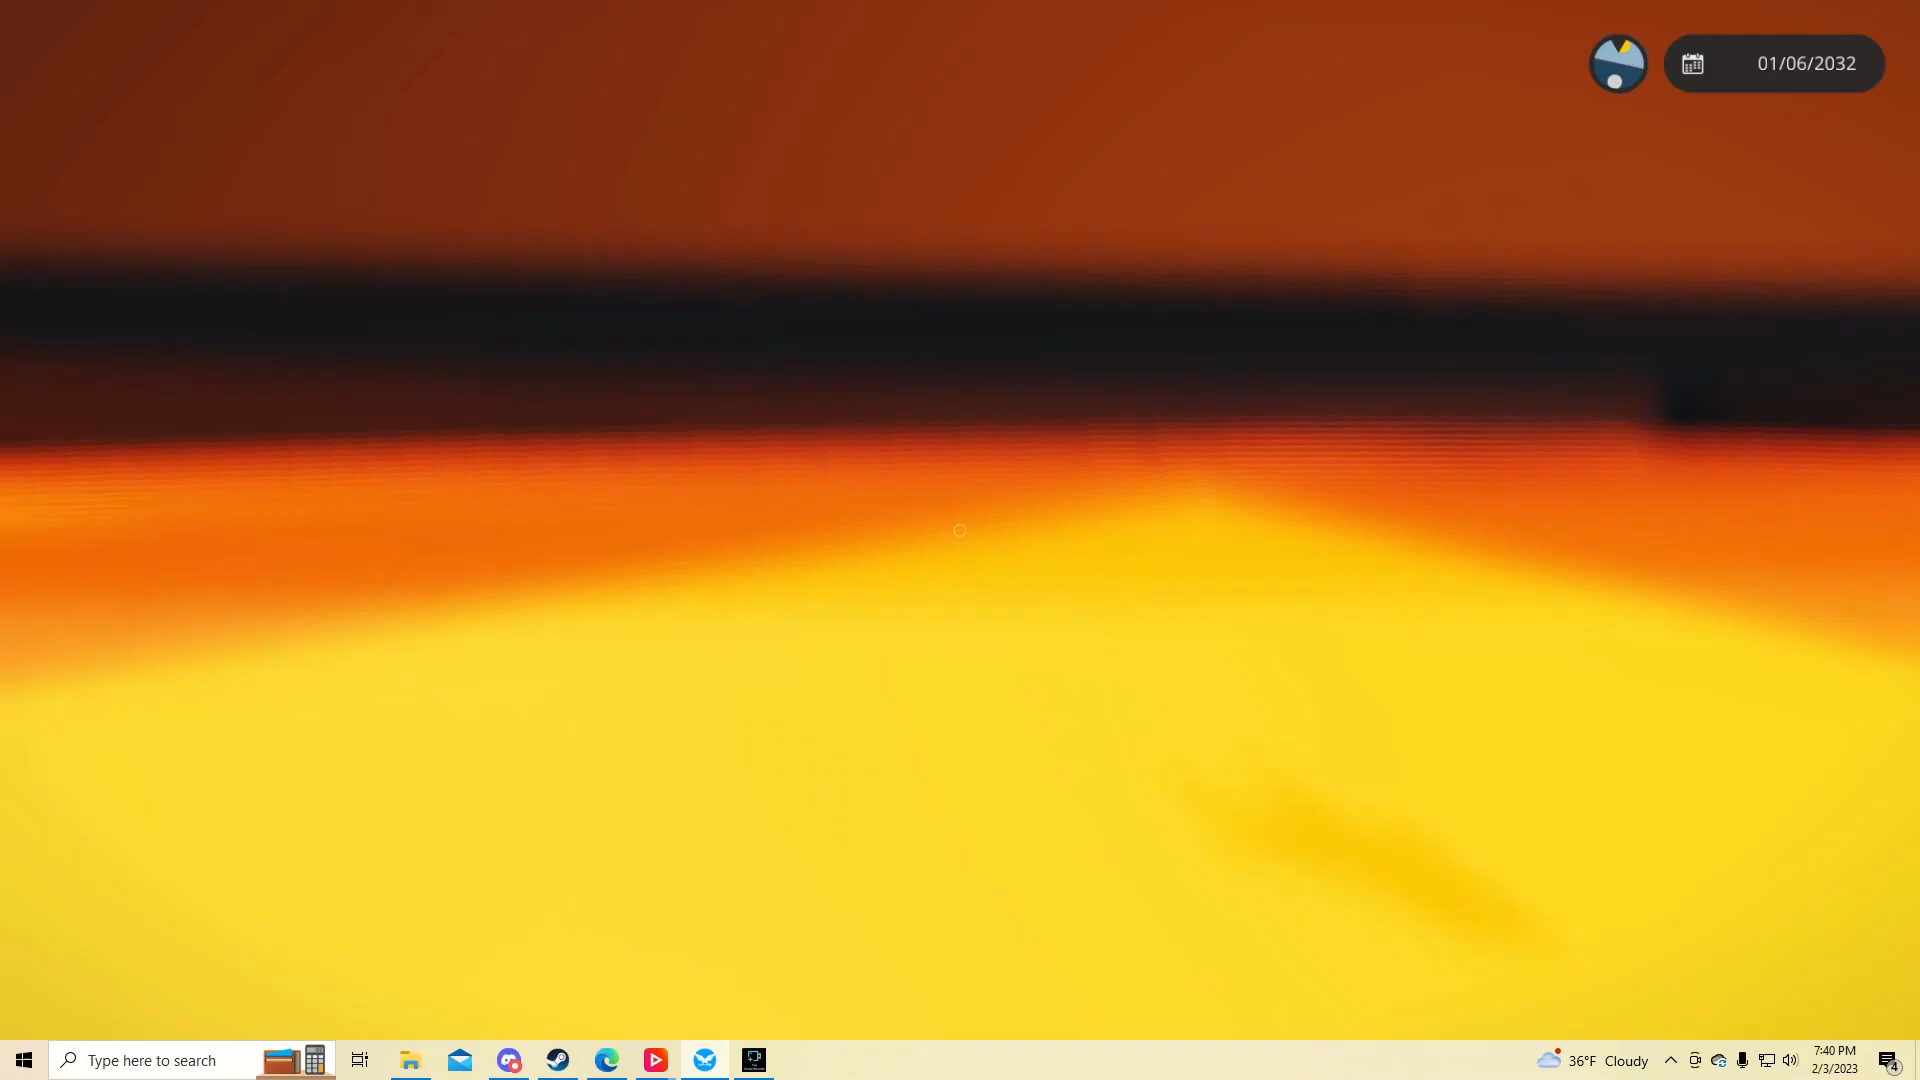 01/06/2032
Type here to search
36°F Cloudy
7:40 PM
2/3/2023
4